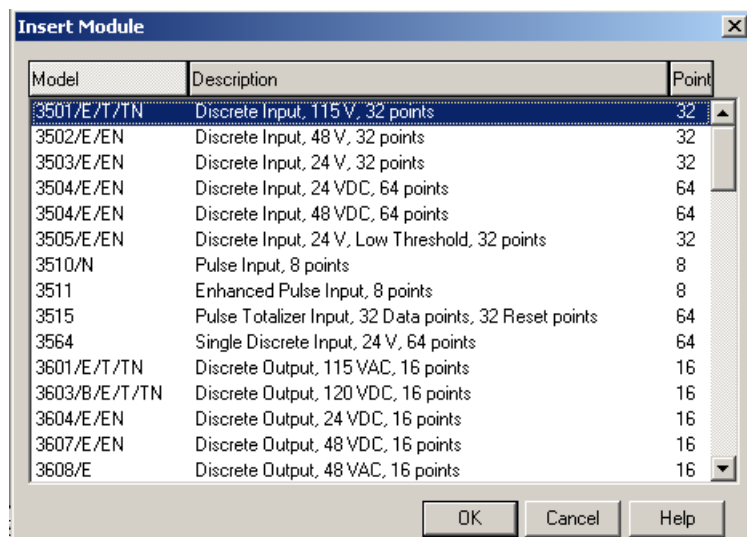 Insert Module
Model Description Point
3501/E/T/TN Discrete Input, 115 V, 32 points 32
3502/E/EN Discrete Input, 48 V, 32 points 32
3503/E/EN Discrete Input, 24 V, 32 points 32
3504/E/EN Discrete Input, 24 VDC, 64 points 64
3504/E/EN Discrete Input, 48 VDC, 64 points 64
3505/E/EN Discrete Input, 24 V, Low Threshold, 32 points 32
3510/N Pulse Input, 8 points 8
3511 Enhanced Pulse Input, 8 points 8
3515 Pulse Totalizer Input, 32 Data points, 32 Reset points 64
3564 Single Discrete Input, 24 V, 64 points 64
3601/E/T/TN Discrete Output, 115 VAC, 16 points 16
3603/B/E/T/TN Discrete Output, 120 VDC, 16 points 16
3604/E/EN Discrete Output, 24 VDC, 16 points 16
3607/E/EN Discrete Output, 48 VDC, 16 points 16
3608/E Discrete Output, 48 VAC, 16 points 16
OK Cancel Help